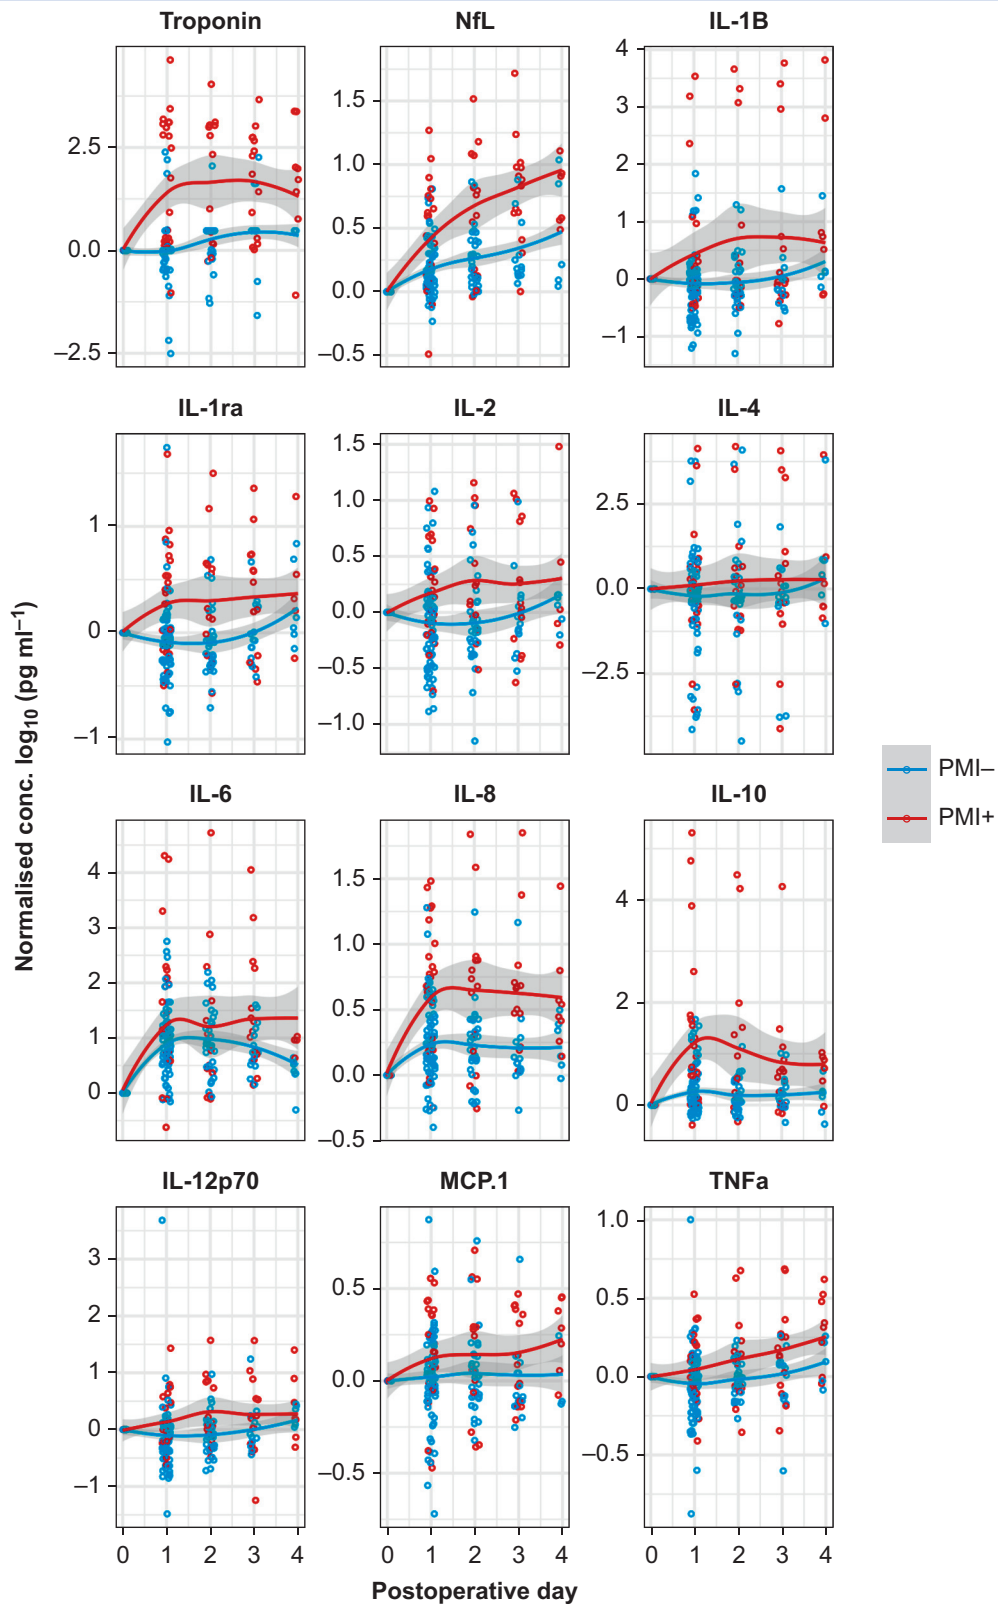 Troponin NfL IL-1B
2.5 0.0 –2.5
1.5 1.0 0.5 0.0 –0.5
4 3 2 1 0 –1
IL-1ra IL-2 IL-4
1 0 –1
1.5 1.0 0.5 0.0 –0.5 –1.0
2.5 0.0 –2.5
Normalised conc. log10 (pg ml–1)
PMI–
PMI+
IL-6 IL-8 IL-10
4 3 2 1 0
1.5 1.0 0.5 0.0 –0.5
4 2 0
IL-12p70 MCP.1 TNFa
3 2 1 0 –1
0.5 0.0 –0.5
1.0 0.5 0.0 –0.5
0 1 2 3 4 0 1 2 3 4 0 1 2 3 4
Postoperative day